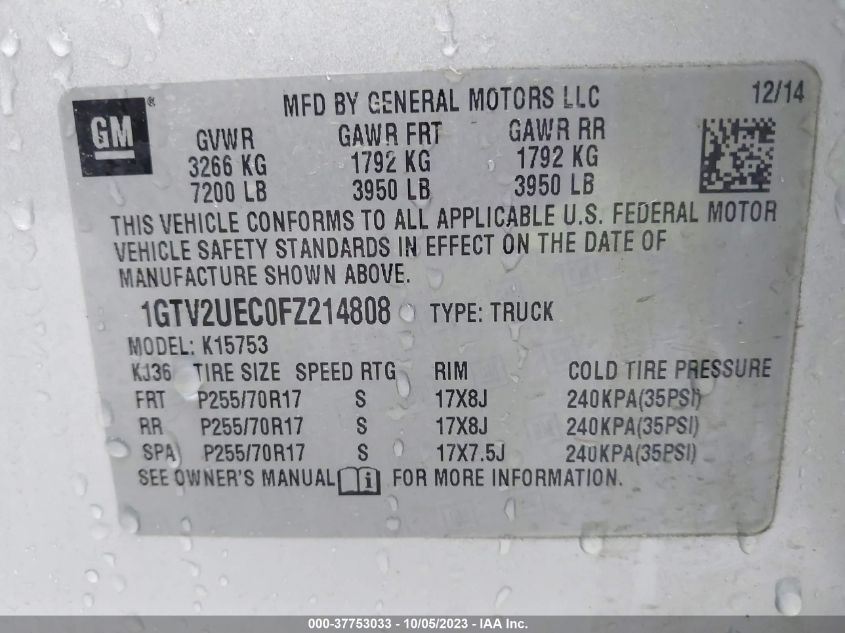 GM®
MFD BY GENERAL MOTORS LLC 12/14
GVWR GAWR FRT GAWR RR
3266 KG 1792 KG 1792 KG
7200 LB 3950 LB 3950 LB
THIS VEHICLE CONFORMS TO ALL APPLICABLE U.S. FEDERAL MOTOR
VEHICLE SAFETY STANDARDS IN EFFECT ON THE DATE OF
MANUFACTURE SHOWN ABOVE.
1GTV2UEC0FZ214808 TYPE: TRUCK
MODEL: K15753
KJ36 TIRE SIZE SPEED RTG RIM COLD TIRE PRESSURE
FRT P255/70R17 S 17X8J 240KPA(35PSI)
RR P255/70R17 S 17X8J 240KPA(35PSI)
SPA P255/70R17 S 17X7.5J 240KPA(35PSI)
SEE OWNER'S MANUAL FOR MORE INFORMATION.
000-37753033 - 10/05/2023 - IAA Inc.